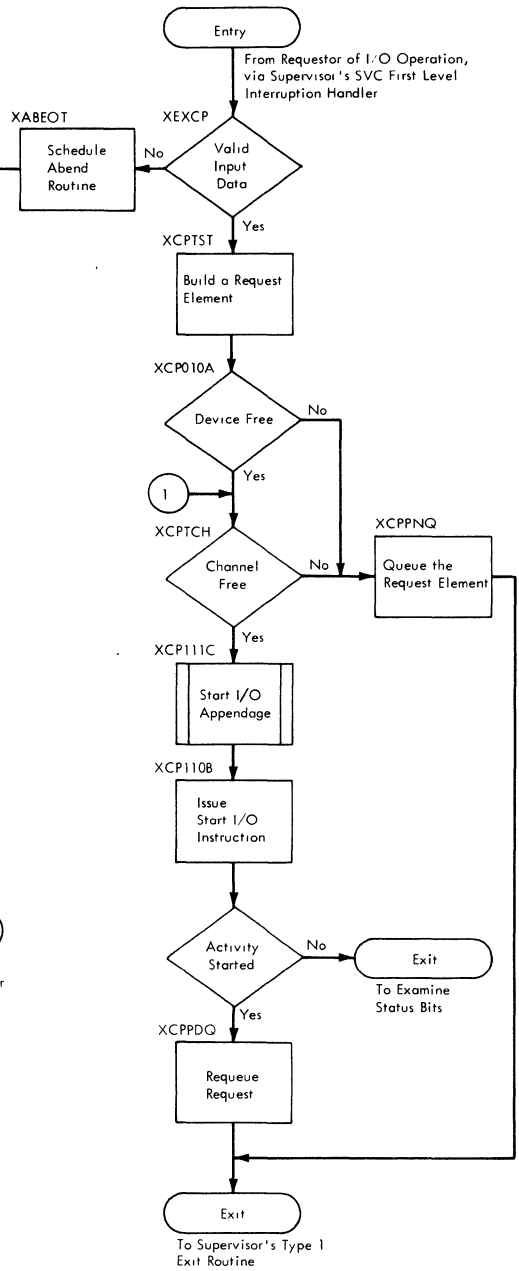 Entry
From Requestor of I/O Operation,
via Supervisor's SVC First Level
Interruption Handler
XABEOT
XEXCP
Schedule
Abend
Routine
No
Valid
Input
Data
Yes
XCPTST
Build a Request
Element
XCP010A
Device Free
No
Yes
1
XCPTCH
Channel
Free
No
XCPPNQ
Queue the
Request Element
Yes
XCP111C
Start I/O
Appendage
XCP110B
Issue
Start I/O
Instruction
Activity
Started
No
Exit
To Examine
Status Bits
r
Yes
XCPPDQ
Requeue
Request
Exit
To Supervisor's Type 1
Exit Routine